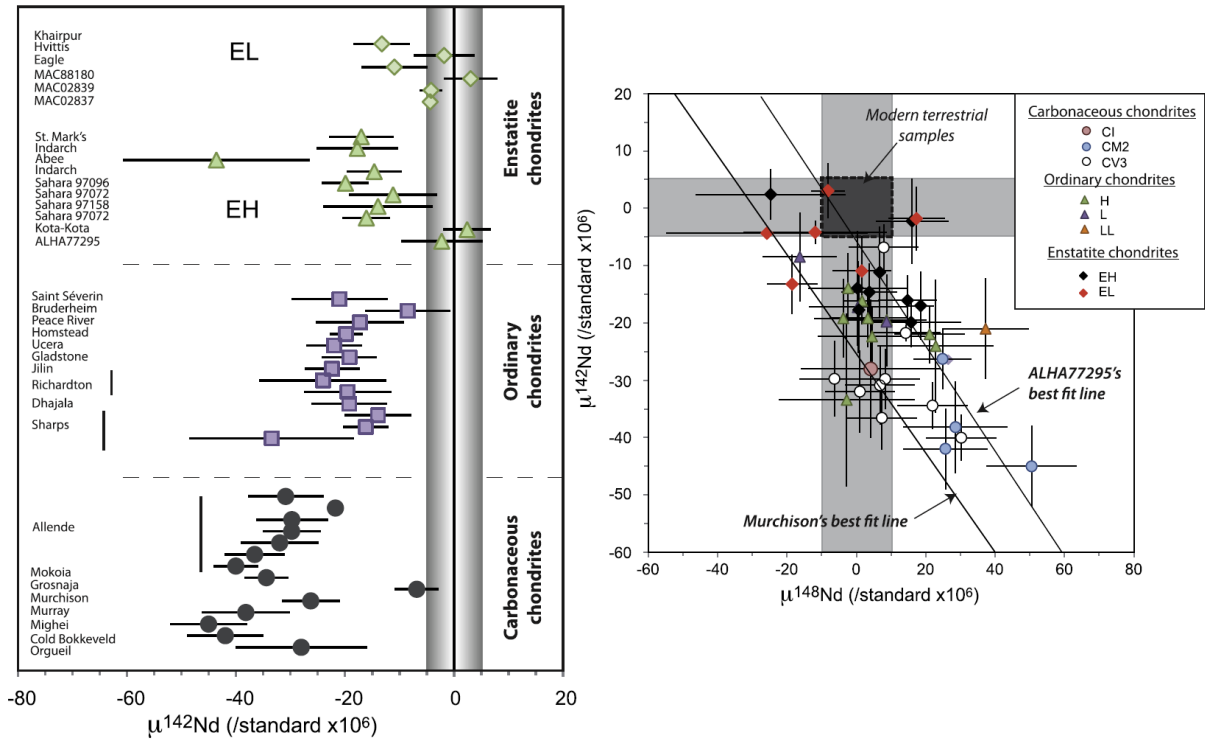 Khairpur
Hvittis
Eagle
MAC88180
MAC02839
MAC02837
EL
St. Mark's
Indarch
Abee
Indarch
Sahara 97096
Sahara 97072
Sahara 97158
Sahara 97072
Kota-Kota
ALHA77295
EH
Enstatite
chondrites
Saint Séverin
Bruderheim
Peace River
Homstead
Ucera
Gladstone
Jilin
Richardton
Dhajala
Sharps
Ordinary
chondrites
Allende
Mokoia
Grosnaja
Murchison
Murray
Mighei
Cold Bokkeveld
Orgueil
Carbonaceous
chondrites
-80 -60 -40 -20 0 20
μ¹⁴²Nd (/standard x10⁶)
20
10
0
-10
-20
-30
-40
-50
-60
μ¹⁴²Nd (/standard x10⁶)
Modern terrestrial
samples
ALHA77295's
best fit line
Murchison's best fit line
-60 -40 -20 0 20 40 60 80
μ¹⁴⁸Nd (/standard x10⁶)
Carbonaceous chondrites
CI
CM2
CV3
Ordinary chondrites
H
L
LL
Enstatite chondrites
EH
EL